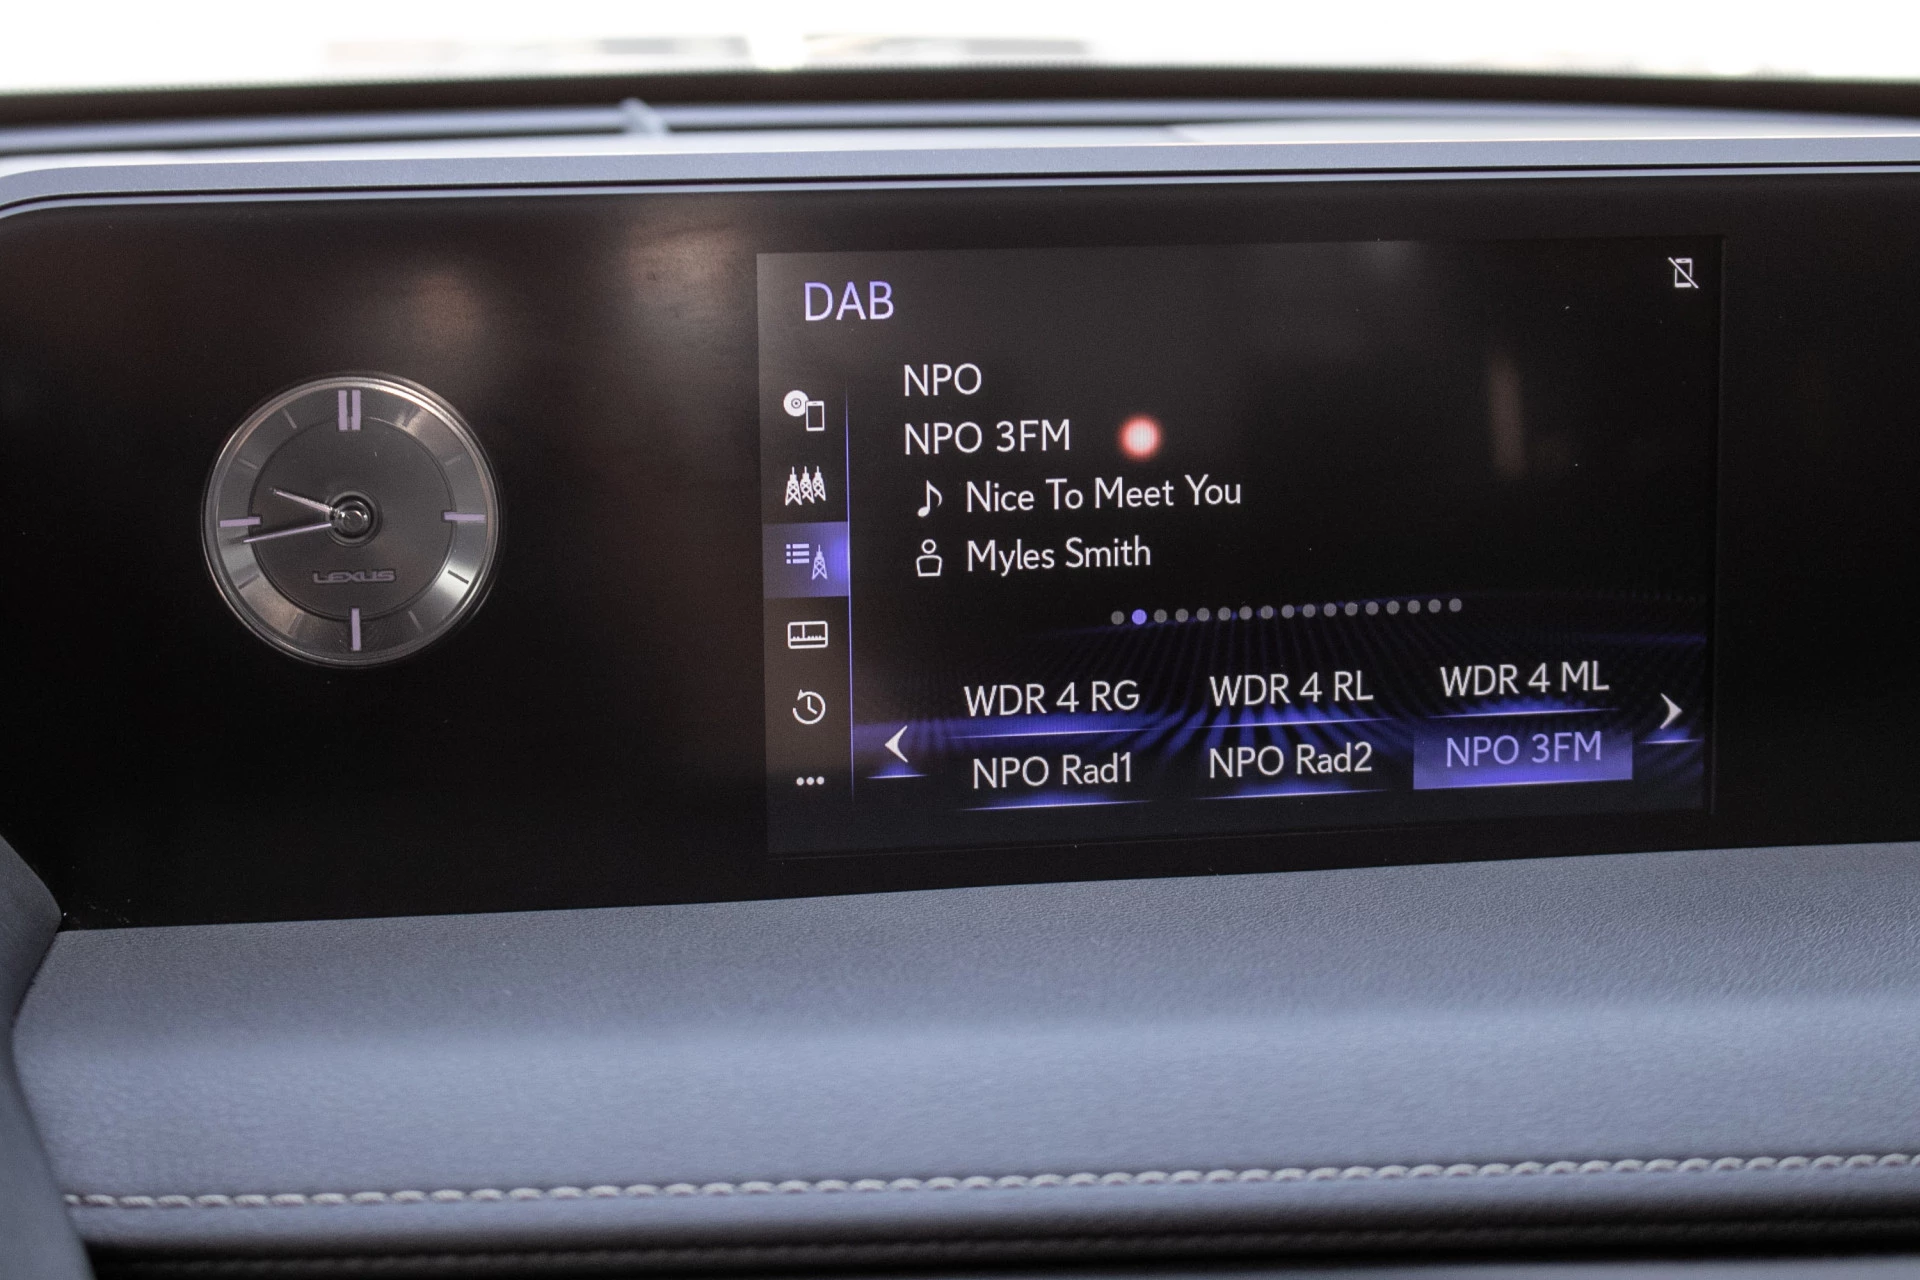 DAB
NPO
NPO 3FM
Nice To Meet You
Myles Smith
WDR 4 RG
WDR 4 RL
WDR 4 ML
NPO Rad1
NPO Rad2
NPO 3FM
LEXUS